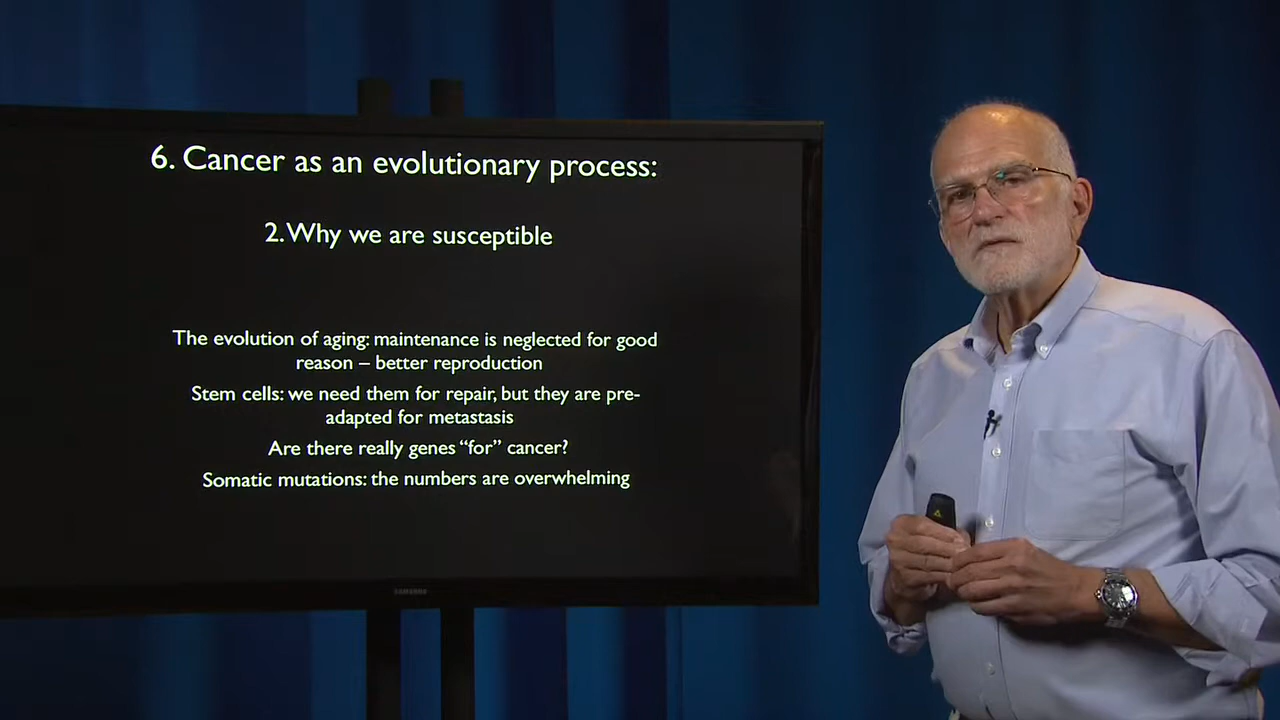 6. Cancer as an evolutionary process:
2. Why we are susceptible
The evolution of aging: maintenance is neglected for good
reason – better reproduction
Stem cells: we need them for repair, but they are pre-
adapted for metastasis
Are there really genes “for” cancer?
Somatic mutations: the numbers are overwhelming
SAMSUNG